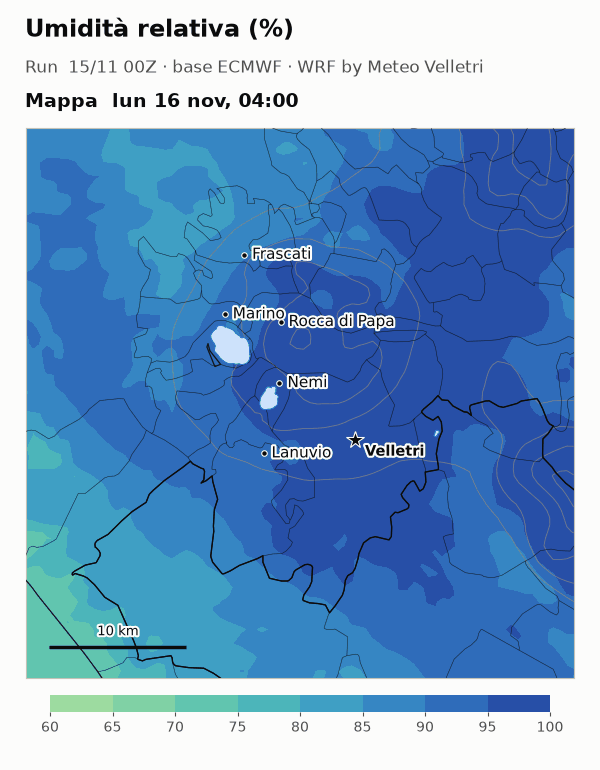 Umidità relativa (%)
Run  15/11 00Z · base ECMWF · WRF by Meteo Velletri
Mappa  lun 16 nov, 04:00
Frascati
Marino
Rocca di Papa
Nemi
Velletri
Lanuvio
10 km
60 65 70 75 80 85 90 95 100